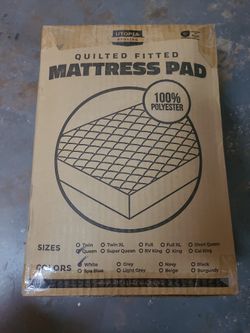 UTOPIA
BEDDING
QUILTED FITTED
MATTRESS PAD
100%
POLYESTER
SIZES Twin Twin XL Full Full XL Short Queen
Queen Super Queen RV King King Cal King
COLORS White Grey Navy Black
Spa Blue Light Grey Beige Burgundy